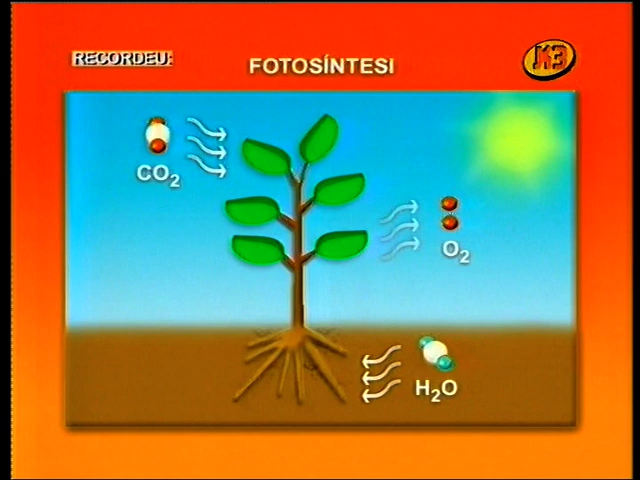 RECORDEU:
FOTOSÍNTESI
K3
CO₂
O₂
H₂O